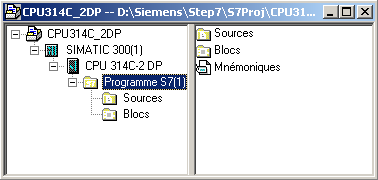 CPU314C_2DP -- D:\Siemens\Step7\S7Proj\CPU31...
CPU314C_2DP
SIMATIC 300(1)
CPU 314C-2 DP
Programme S7(1)
Sources
Blocs
Sources
Blocs
Mnémoniques